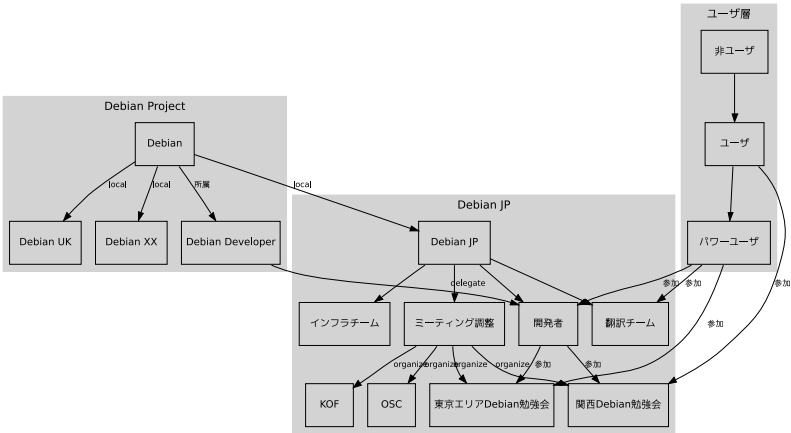 ユーザ層
非ユーザ
Debian Project
Debian
ユーザ
local
local
所属
local
参加
Debian JP
Debian UK
Debian XX
Debian Developer
Debian JP
パワーユーザ
delegate
参加
参加
インフラチーム
ミーティング調整
開発者
翻訳チーム
参加
organize
organize
organize
organize
参加
参加
KOF
OSC
東京エリアDebian勉強会
関西Debian勉強会